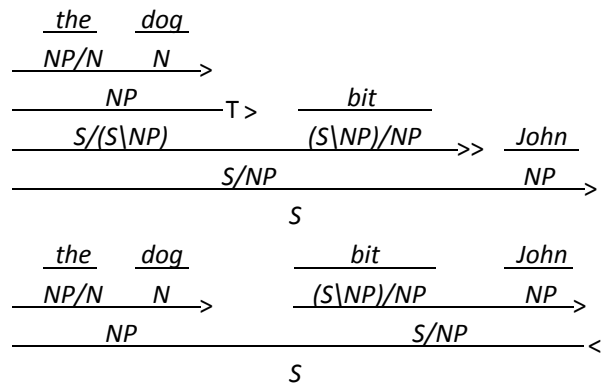 the dog
NP/N N >
NP T > bit
S/(S\NP) (S\NP)/NP >> John
S/NP NP >
S
the dog bit John
NP/N N > (S\NP)/NP NP >
NP S/NP <
S